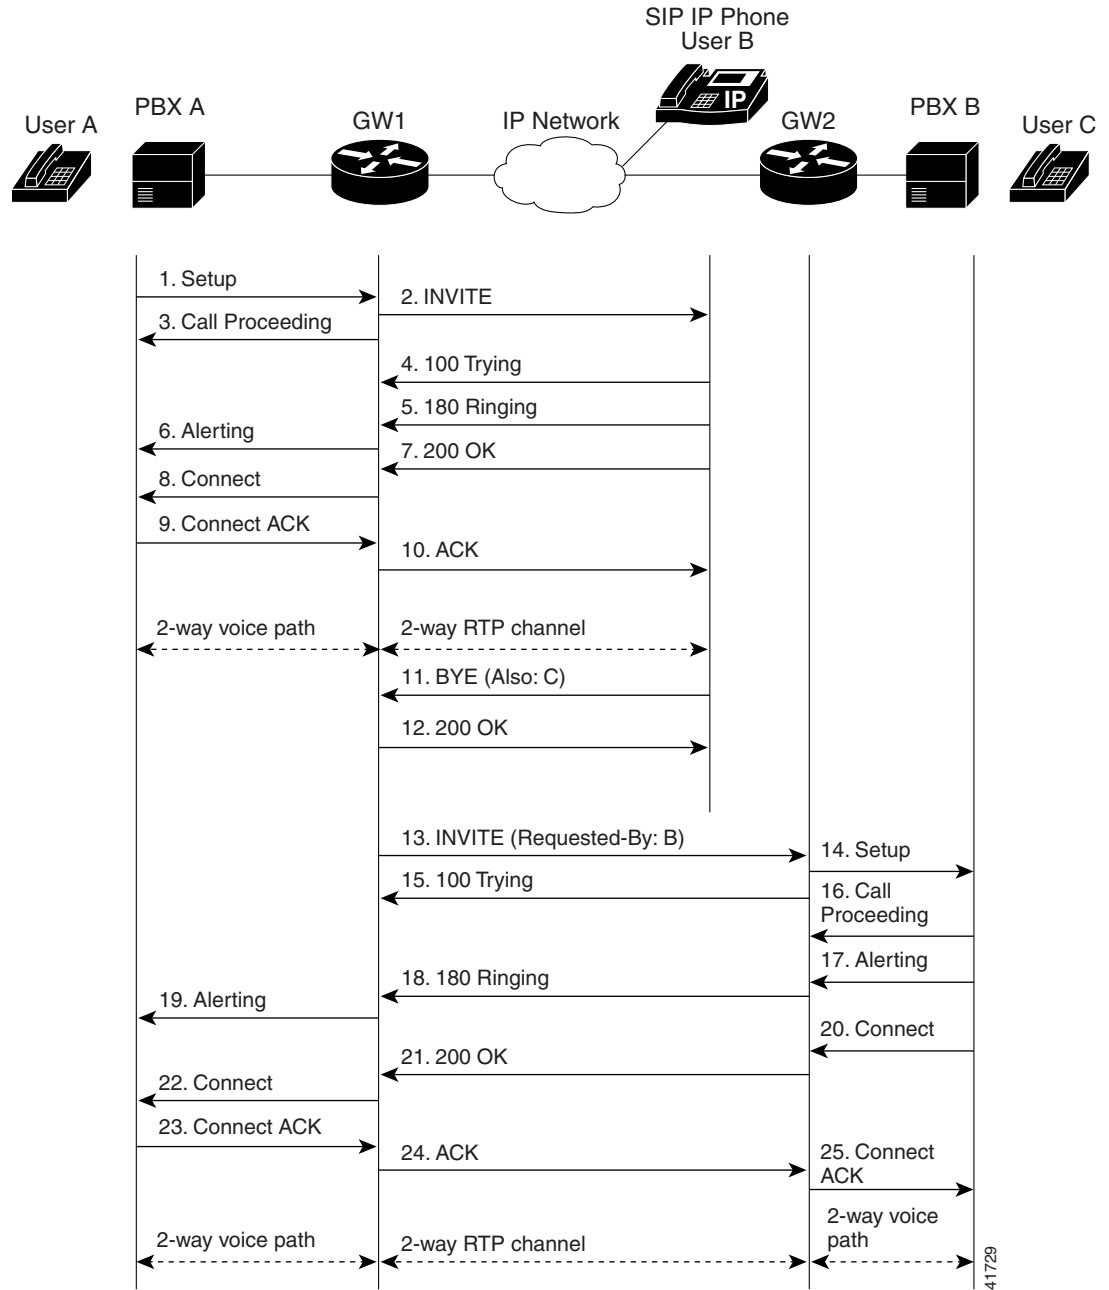 SIP IP Phone
User B
IP
PBX A
PBX B
User A
GW1
IP Network
GW2
User C
1. Setup
2. INVITE
3. Call Proceeding
4. 100 Trying
5. 180 Ringing
6. Alerting
7. 200 OK
8. Connect
9. Connect ACK
10. ACK
2-way voice path
2-way RTP channel
11. BYE (Also: C)
12. 200 OK
13. INVITE (Requested-By: B)
14. Setup
15. 100 Trying
16. Call
Proceeding
17. Alerting
18. 180 Ringing
19. Alerting
20. Connect
21. 200 OK
22. Connect
23. Connect ACK
24. ACK
25. Connect
ACK
2-way voice path
2-way RTP channel
2-way voice
path
41729